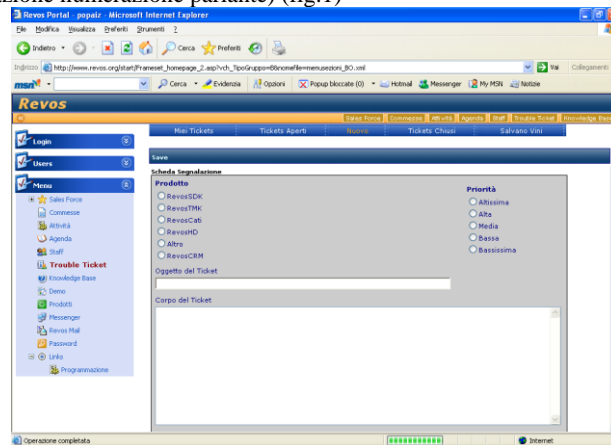 azione numerazione parlante) (fig.1)
Revos Portal - popalz - Microsoft Internet Explorer
File Modifica Visualizza Preferiti Strumenti ?
Indietro Cerca Preferiti
Indirizzo http://www.revos.org/start/Frameset_homepage_2.asp?vch_TipoGruppo=B&nomefile=menusezioni_BO.xml Vai Collegamenti
msn Cerca Evidenzia Opzioni Popup bloccate (0) Hotmail Messenger My MSN Notizie
Revos
Sales Force Commesse Attività Agenda Staff Trouble Ticket Knowledge Base
Miei Tickets Tickets Aperti Nuovo Tickets Chiusi Salvano Vini
Login
Save
Users
Scheda Segnalazione
Menu
Prodotto
Priorità
Sales Force
RevosSDK
Altissima
Commesse
RevosTMK
Alta
Attività
RevosCati
Media
Agenda
RevosHD
Bassa
Staff
Altro
Bassissima
Trouble Ticket
RevosCRM
Knowledge Base
Oggetto del Ticket
Demo
Prodotti
Corpo del Ticket
Messenger
Revos Mail
Password
Links
Programmazione
Operazione completata Internet